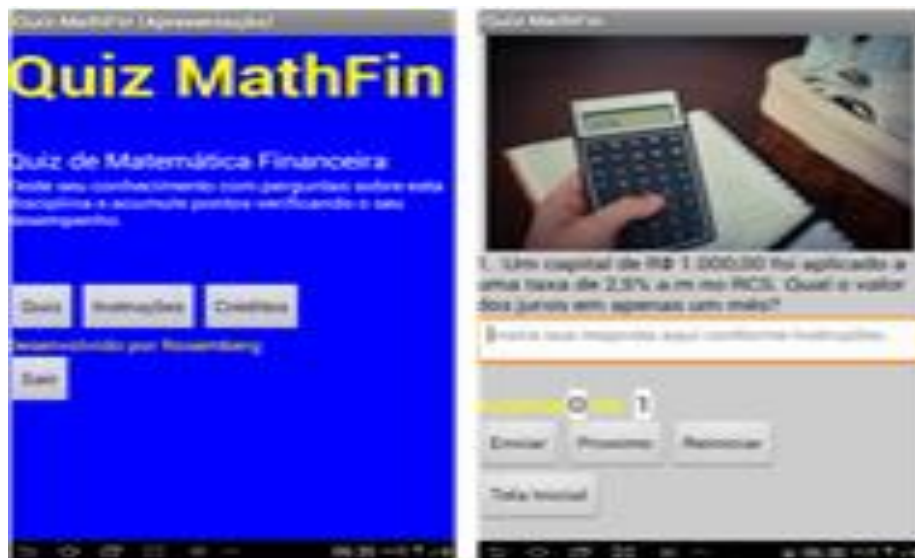 Quiz MathFin (Apresentação)
Quiz MathFin
Quiz de Matemática Financeira
Teste seu conhecimento com perguntas sobre esta
disciplina e acumule pontos verificando o seu
desempenho.
Quiz Instruções Créditos
Desenvolvido por Rosemberg
Sair
Quiz MathFin
1. Um capital de R$ 1.000,00 foi aplicado a
uma taxa de 2,5% a.m no RCS. Qual o valor
dos juros em apenas um mês?
sua resposta aqui conforme instruções
0 1
Enviar Proximo Reiniciar
Tela Inicial